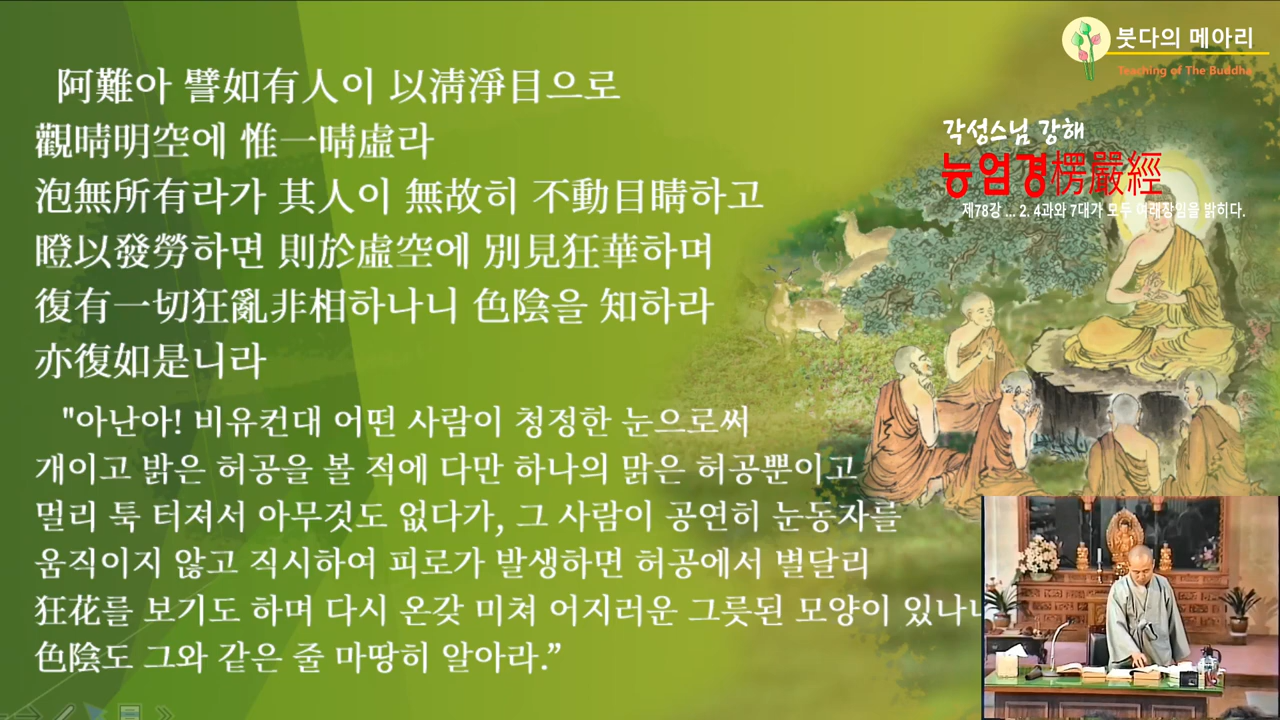 阿難아 譬如有人이 以淸淨目으로
觀晴明空에 惟一晴虛라
泡無所有라가 其人이 無故히 不動目睛하고
瞪以發勞하면 則於虛空에 別見狂華하며
復有一切狂亂非相하나니 色陰을 知하라
亦復如是니라
"아난아! 비유컨대 어떤 사람이 청정한 눈으로써
개이고 밝은 허공을 볼 적에 다만 하나의 맑은 허공뿐이고
멀리 툭 터져서 아무것도 없다가, 그 사람이 공연히 눈동자를
움직이지 않고 직시하여 피로가 발생하면 허공에서 별달리
狂花를 보기도 하며 다시 온갖 미쳐 어지러운 그릇된 모양이 있나니
色陰도 그와 같은 줄 마땅히 알아라.”
붓다의 메아리
Teaching of The Buddha
각성스님 강해
능엄경楞嚴經
제78강 ... 2. 4과와 7대가 모두 여래장임을 밝히다.